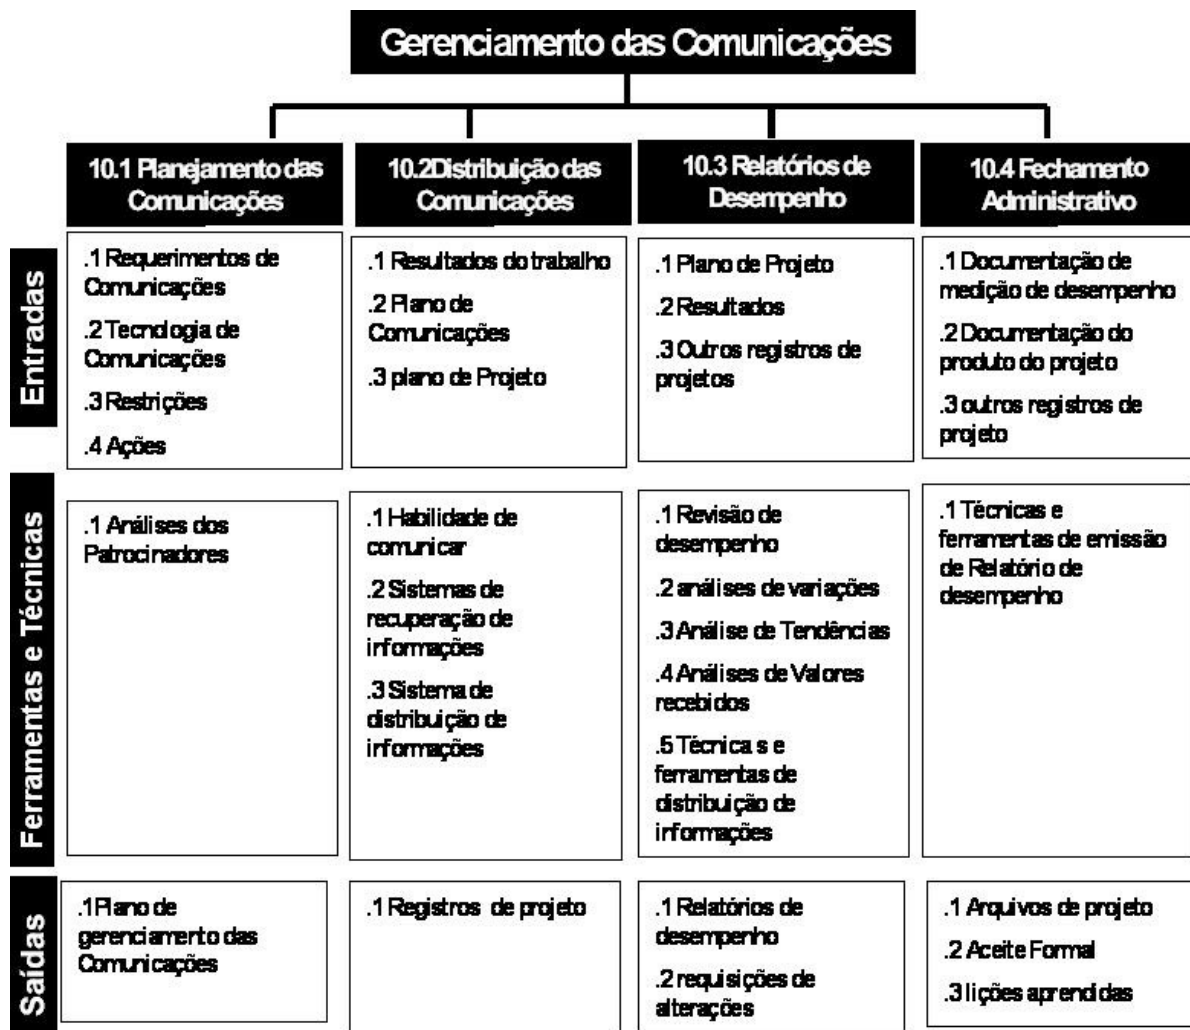 Gerenciamento das Comunicações
10.1 Planejamento das
Comunicações
10.2Distribuição das
Comunicações
10.3 Relatórios de
Desempenho
10.4 Fechamento
Administrativo
Entradas
.1 Requerimentos de
Comunicações
.2 Tecnologia de
Comunicações
.3 Restrições
.4 Ações
.1 Resultados do trabalho
.2 Plano de
Comunicações
.3 plano de Projeto
.1 Plano de Projeto
.2 Resultados
.3 Outros registros de
projetos
.1 Documentação de
medição de desempenho
.2 Documentação do
produto do projeto
.3 outros registros de
projeto
Ferramentas e Técnicas
.1 Análises dos
Patrocinadores
.1 Habilidade de
comunicar
.2 Sistemas de
recuperação de
informações
.3 Sistema de
distribuição de
informações
.1 Revisão de
desempenho
.2 análises de variações
.3 Análise de Tendências
.4 Análises de Valores
recebidos
.5 Técnica s e
ferramentas de
distribuição de
informações
.1 Técnicas e
ferramentas de emissão
de Relatório de
desempenho
Saídas
.1Plano de
gerenciamento das
Comunicações
.1 Registros de projeto
.1 Relatórios de
desempenho
.2 requisições de
alterações
.1 Arquivos de projeto
.2 Aceite Formal
.3 lições aprendidas